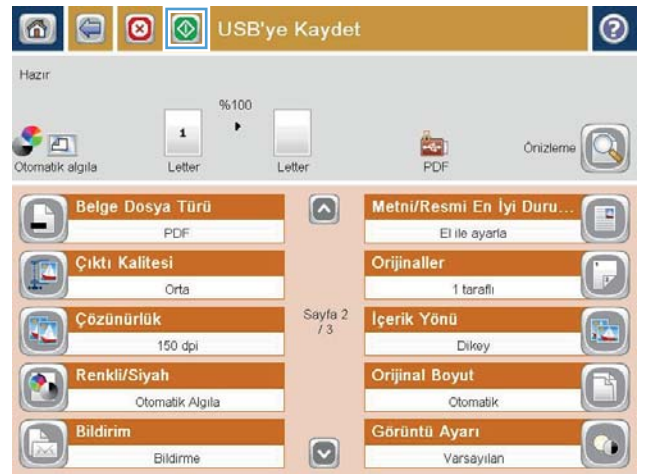 USB'ye Kaydet
Hazır
%100
1
Otomatik algıla
Letter
Letter
PDF
Önizleme
Belge Dosya Türü
PDF
Metni/Resmi En İyi Duru...
El ile ayarla
Çıktı Kalitesi
Orta
Orijinaller
1 taraflı
Çözünürlük
150 dpi
Sayfa 2
/ 3
İçerik Yönü
Dikey
Renkli/Siyah
Otomatik Algıla
Orijinal Boyut
Otomatik
Bildirim
Bildirme
Görüntü Ayarı
Varsayılan